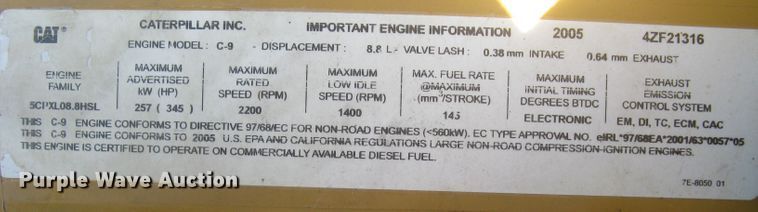 CAT
CATERPILLAR INC. IMPORTANT ENGINE INFORMATION 2005 4ZF21316
ENGINE MODEL: C-9 - DISPLACEMENT: 8.8 L - VALVE LASH: 0.38 mm INTAKE 0.64 mm EXHAUST
ENGINE FAMILY
5CPXL08.8HSL
MAXIMUM ADVERTISED kW (HP)
257 ( 345 )
MAXIMUM RATED SPEED (RPM)
2200
MAXIMUM LOW IDLE SPEED (RPM)
1400
MAX. FUEL RATE @MAXIMUM (mm³/STROKE)
145
MAXIMUM INITIAL TIMING DEGREES BTDC
ELECTRONIC
EXHAUST EMISSION CONTROL SYSTEM
EM, DI, TC, ECM, CAC
THIS C-9 ENGINE CONFORMS TO DIRECTIVE 97/68/EC FOR NON-ROAD ENGINES (<560kW). EC TYPE APPROVAL NO. eIRL*97/68EA*2001/63*0057*05
THIS C-9 ENGINE CONFORMS TO 2005 U.S. EPA AND CALIFORNIA REGULATIONS LARGE NON-ROAD COMPRESSION-IGNITION ENGINES.
THIS ENGINE IS CERTIFIED TO OPERATE ON COMMERCIALLY AVAILABLE DIESEL FUEL.
7E-8050 01
Purple Wave Auction